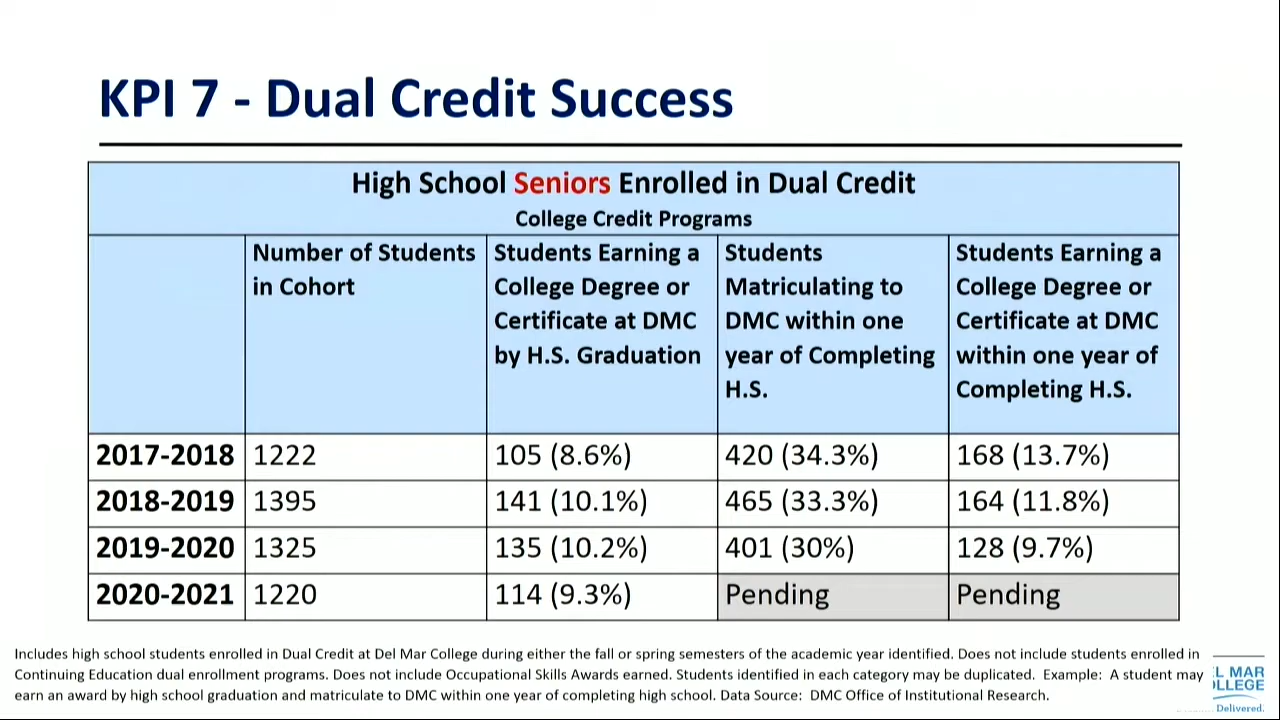 KPI 7 - Dual Credit Success
High School Seniors Enrolled in Dual Credit
College Credit Programs
Number of Students
in Cohort
Students Earning a
College Degree or
Certificate at DMC
by H.S. Graduation
Students
Matriculating to
DMC within one
year of Completing
H.S.
Students Earning a
College Degree or
Certificate at DMC
within one year of
Completing H.S.
2017-2018 1222 105 (8.6%) 420 (34.3%) 168 (13.7%)
2018-2019 1395 141 (10.1%) 465 (33.3%) 164 (11.8%)
2019-2020 1325 135 (10.2%) 401 (30%) 128 (9.7%)
2020-2021 1220 114 (9.3%) Pending Pending
Includes high school students enrolled in Dual Credit at Del Mar College during either the fall or spring semesters of the academic year identified. Does not include students enrolled in
Continuing Education dual enrollment programs. Does not include Occupational Skills Awards earned. Students identified in each category may be duplicated. Example: A student may
earn an award by high school graduation and matriculate to DMC within one year of completing high school. Data Source: DMC Office of Institutional Research.
EL MAR
OLLEGE
Delivered.